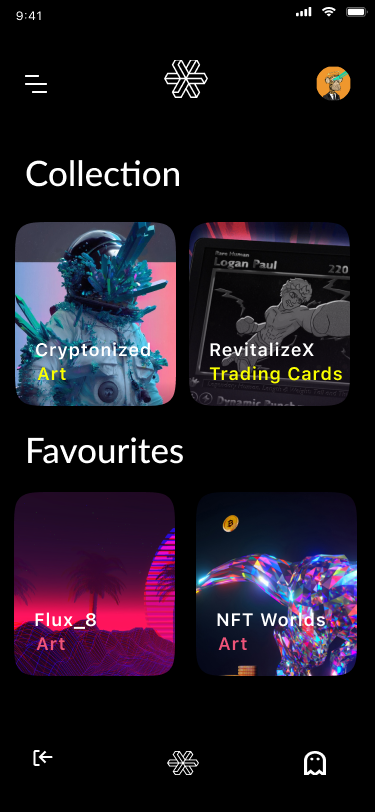 9:41
Collection
Rare Human
Logan Paul
220
Cryptonized
Art
RevitalizeX
Trading Cards
Dynamic Punches
Favourites
Flux_8
Art
NFT Worlds
Art